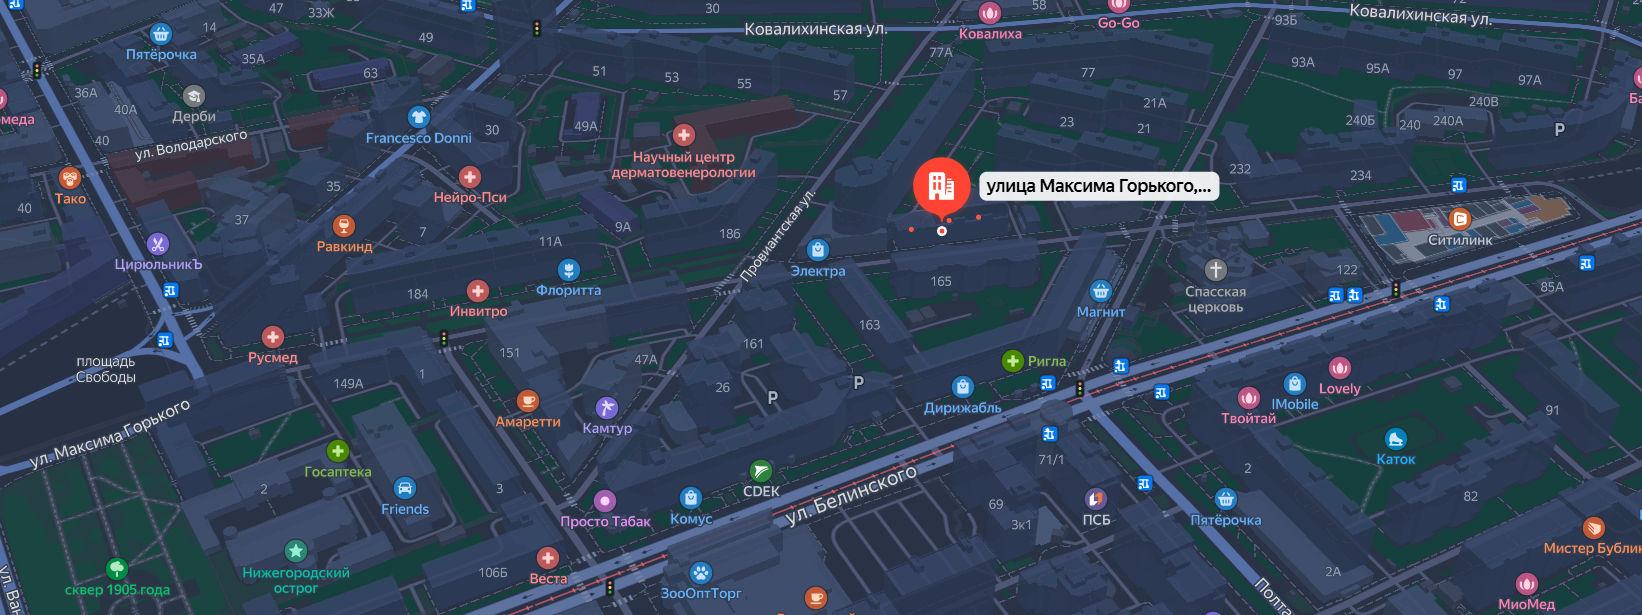 47
33Ж
30
58
Go-Go
93Б
Ковалихинская ул.
14
49
Ковалихинская ул.
Ковалиха
Пятёрочка
35А
63
51
53
55
57
77А
77
93А
95А
97
97А
36А
40А
Дерби
21А
240В
омеда
Francesco Donni
30
49А
23
21
240Б
240
240А
P
Ба
40
ул. Володарского
Научный центр
дерматовенерологии
232
234
Тако
35
Нейро-Пси
улица Максима Горького,...
40
37
Равкинд
7
11А
9А
186
Провиантская ул.
ЦирюльникЪ
Электра
165
Ситилинк
122
85А
184
Инвитро
Флоритта
Магнит
Спасская
церковь
площадь
Свободы
Русмед
151
47А
161
163
Ригла
149А
1
26
P
P
Дирижабль
Lovely
IMobile
Твойтай
91
ул. Максима Горького
Амаретти
Камтур
Каток
Госаптека
71/1
2
2
3
Friends
CDEK
ул. Белинского
Просто Табак
Комус
69
3к1
ПСБ
Пятёрочка
82
Мистер Бублик
Нижегородский
острог
106Б
Веста
ЗооОптТорг
2А
сквер 1905 года
ул. Ван
Полта
МиоМед